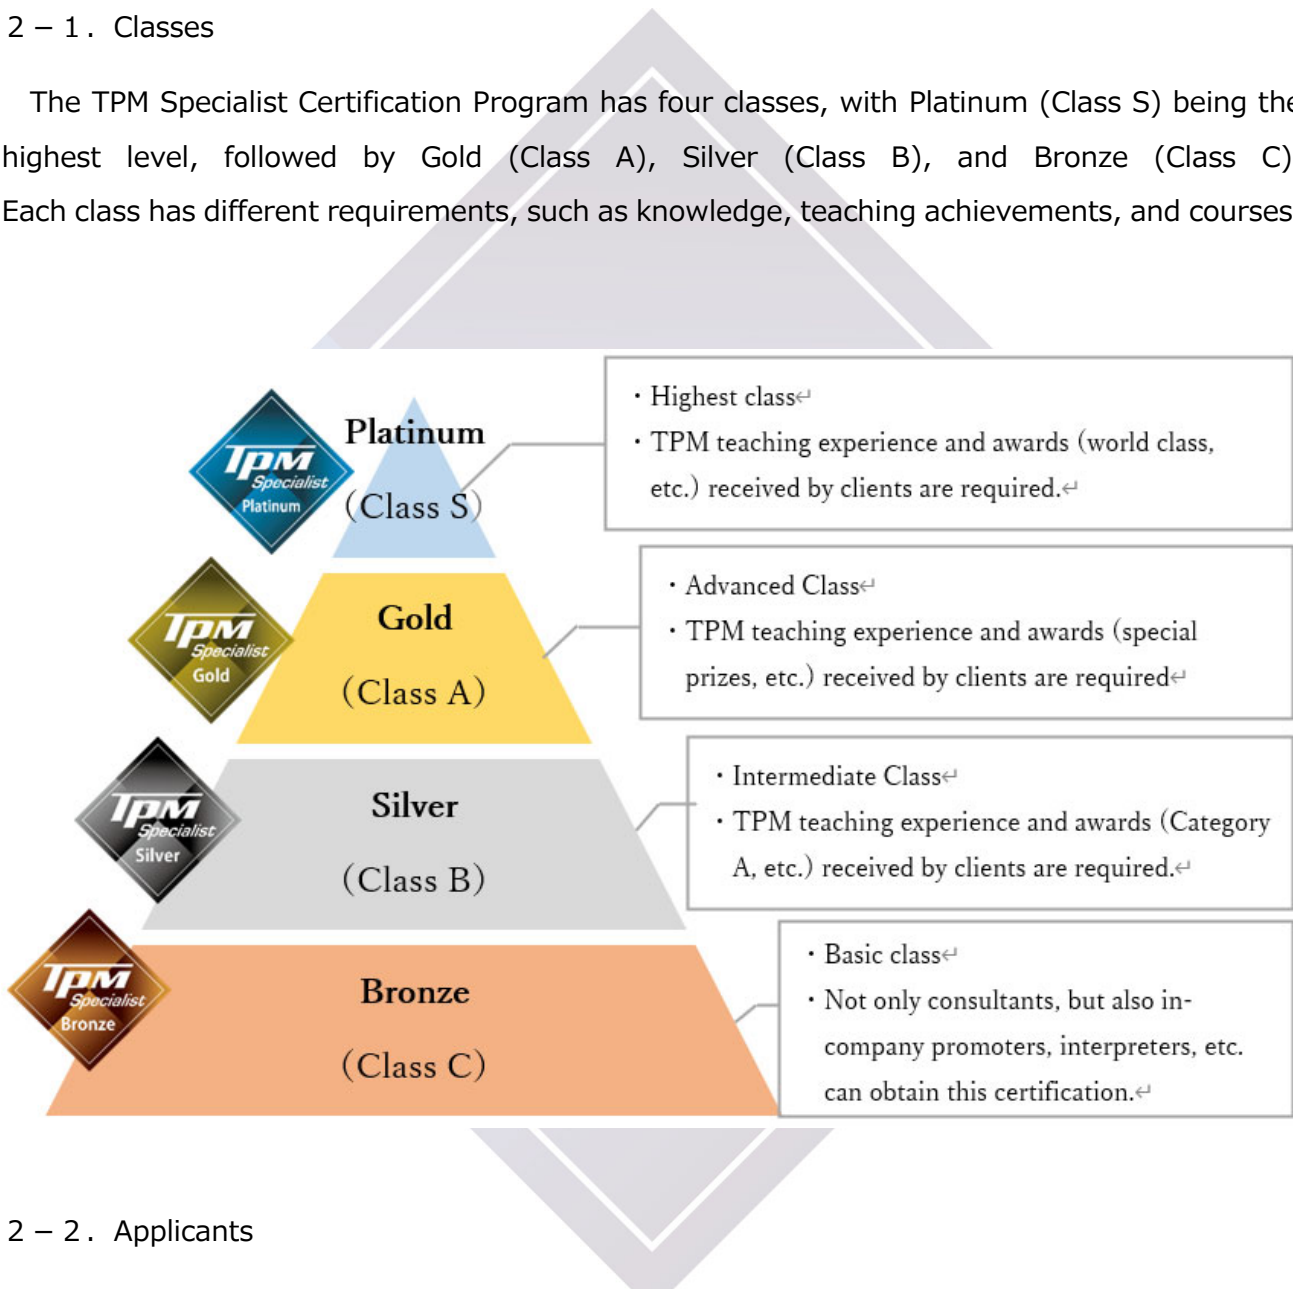 2－１．Classes
The TPM Specialist Certification Program has four classes, with Platinum (Class S) being the
highest level, followed by Gold (Class A), Silver (Class B), and Bronze (Class C)
Each class has different requirements, such as knowledge, teaching achievements, and courses
TPM
Specialist
Platinum
Platinum
(Class S)
・Highest class↵
・TPM teaching experience and awards (world class,
etc.) received by clients are required.↵
TPM
Specialist
Gold
Gold
(Class A)
・Advanced Class↵
・TPM teaching experience and awards (special
prizes, etc.) received by clients are required↵
TPM
Specialist
Silver
Silver
(Class B)
・Intermediate Class↵
・TPM teaching experience and awards (Category
A, etc.) received by clients are required.↵
TPM
Specialist
Bronze
Bronze
(Class C)
・Basic class↵
・Not only consultants, but also in-
company promoters, interpreters, etc.
can obtain this certification.↵
2－2．Applicants